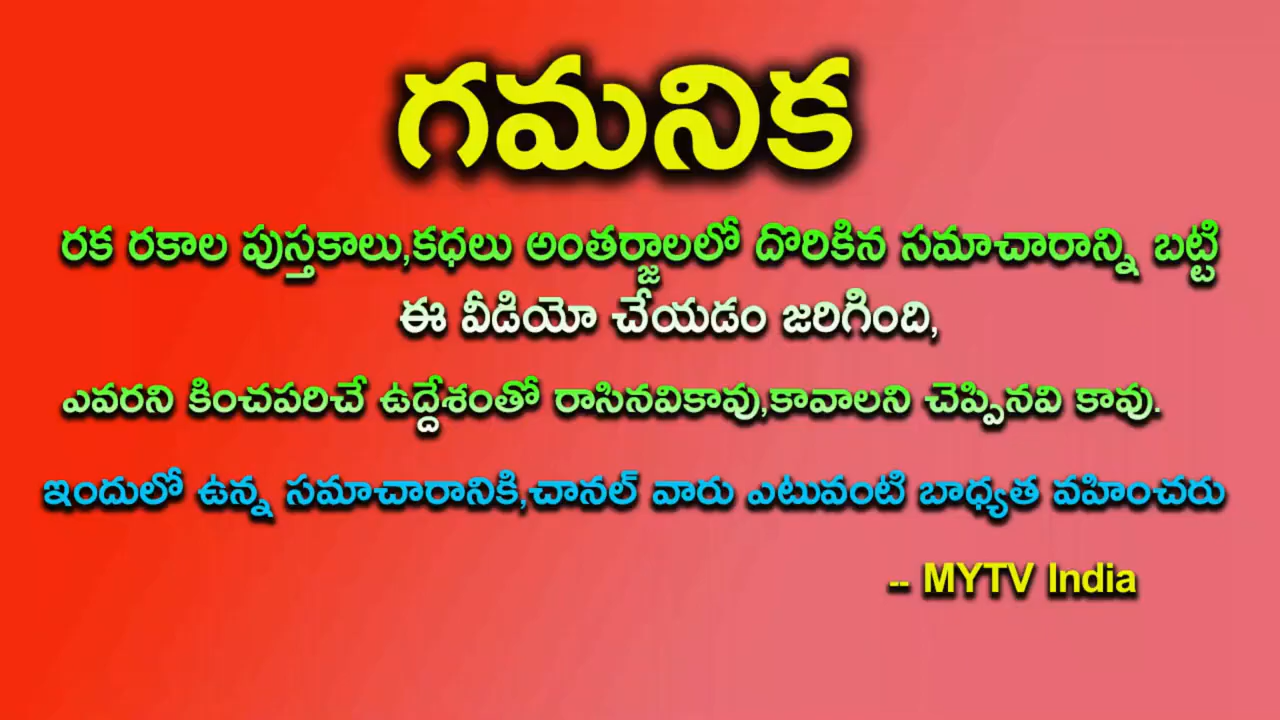 గమనిక
రక రకాల పుస్తకాలు,కధలు అంతర్జాలలో దొరికిన సమాచారాన్ని బట్టి
ఈ వీడియో చేయడం జరిగింది,
ఎవరని కించపరిచే ఉద్దేశంతో రాసినవికావు,కావాలని చెప్పినవి కావు.
ఇందులో ఉన్న సమాచారానికి,చానల్ వారు ఎటువంటి బాధ్యత వహించరు
-- MYTV India